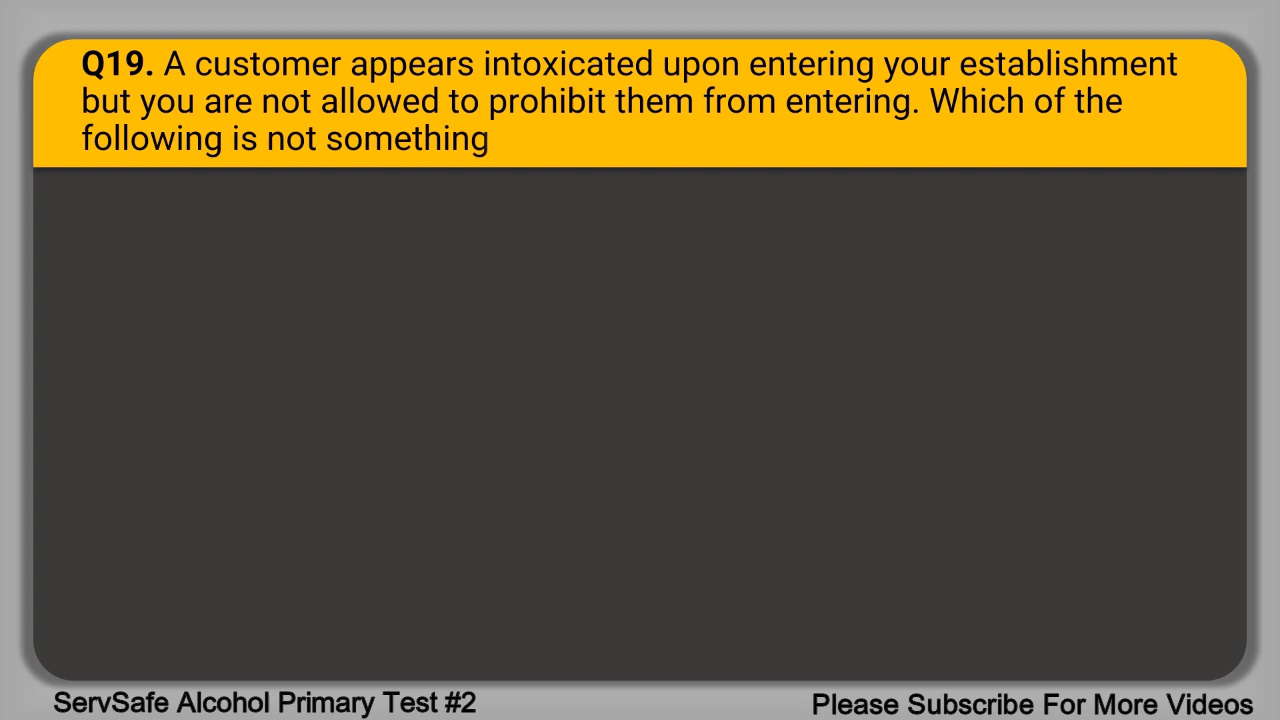 Q19. A customer appears intoxicated upon entering your establishment
but you are not allowed to prohibit them from entering. Which of the
following is not something
ServSafe Alcohol Primary Test #2
Please Subscribe For More Videos